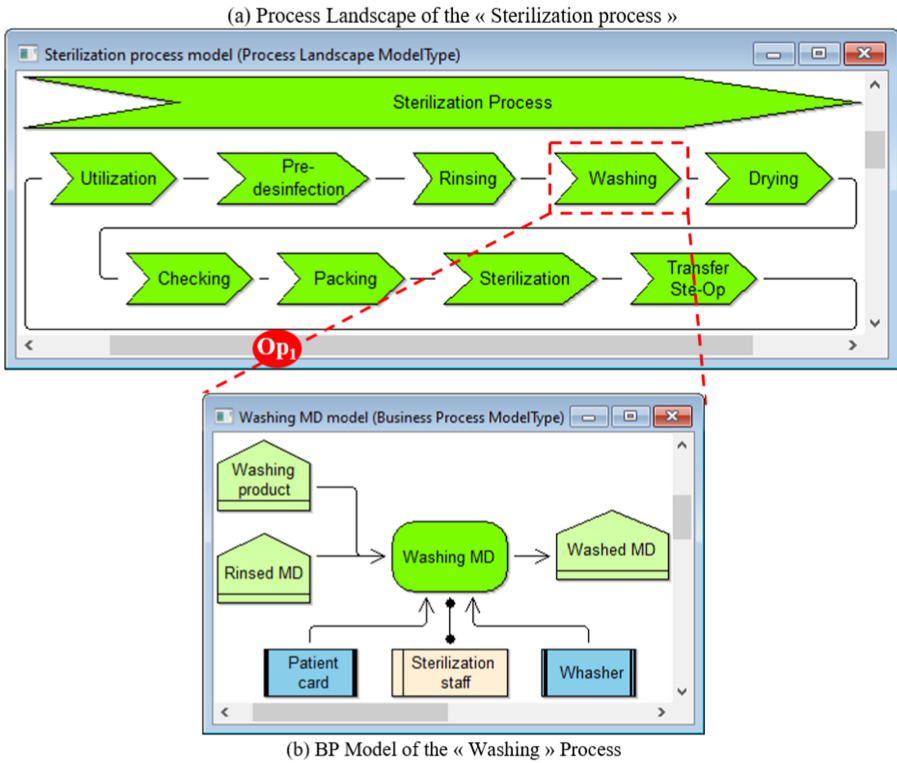 (a) Process Landscape of the « Sterilization process »
Sterilization process model (Process Landscape ModelType)
Sterilization Process
Utilization
Pre-
desinfection
Rinsing
Washing
Drying
Checking
Packing
Sterilization
Transfer
Ste-Op
Op₁
Washing MD model (Business Process ModelType)
Washing
product
Rinsed MD
Washing MD
Washed MD
Patient
card
Sterilization
staff
Whasher
(b) BP Model of the « Washing » Process